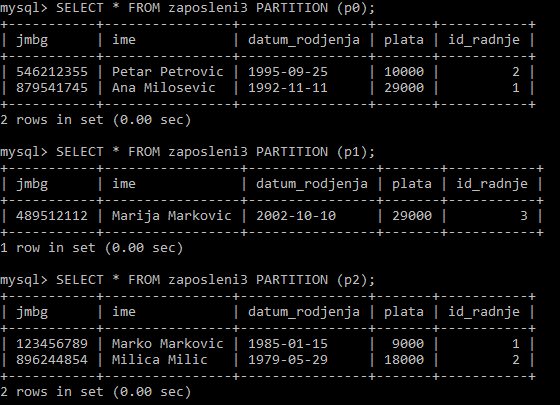 mysql> SELECT * FROM zaposleni3 PARTITION (p0);
+-----------+----------------+----------------+-------+-----------+
| jmbg      | ime            | datum_rodjenja | plata | id_radnje |
+-----------+----------------+----------------+-------+-----------+
| 546212355 | Petar Petrovic | 1995-09-25     | 10000 |         2 |
| 879541745 | Ana Milosevic  | 1992-11-11     | 29000 |         1 |
+-----------+----------------+----------------+-------+-----------+
2 rows in set (0.00 sec)

mysql> SELECT * FROM zaposleni3 PARTITION (p1);
+-----------+-----------------+----------------+-------+-----------+
| jmbg      | ime             | datum_rodjenja | plata | id_radnje |
+-----------+-----------------+----------------+-------+-----------+
| 489512112 | Marija Markovic | 2002-10-10     | 29000 |         3 |
+-----------+-----------------+----------------+-------+-----------+
1 row in set (0.00 sec)

mysql> SELECT * FROM zaposleni3 PARTITION (p2);
+-----------+----------------+----------------+-------+-----------+
| jmbg      | ime            | datum_rodjenja | plata | id_radnje |
+-----------+----------------+----------------+-------+-----------+
| 123456789 | Marko Markovic | 1985-01-15     |  9000 |         1 |
| 896244854 | Milica Milic   | 1979-05-29     | 18000 |         2 |
+-----------+----------------+----------------+-------+-----------+
2 rows in set (0.00 sec)